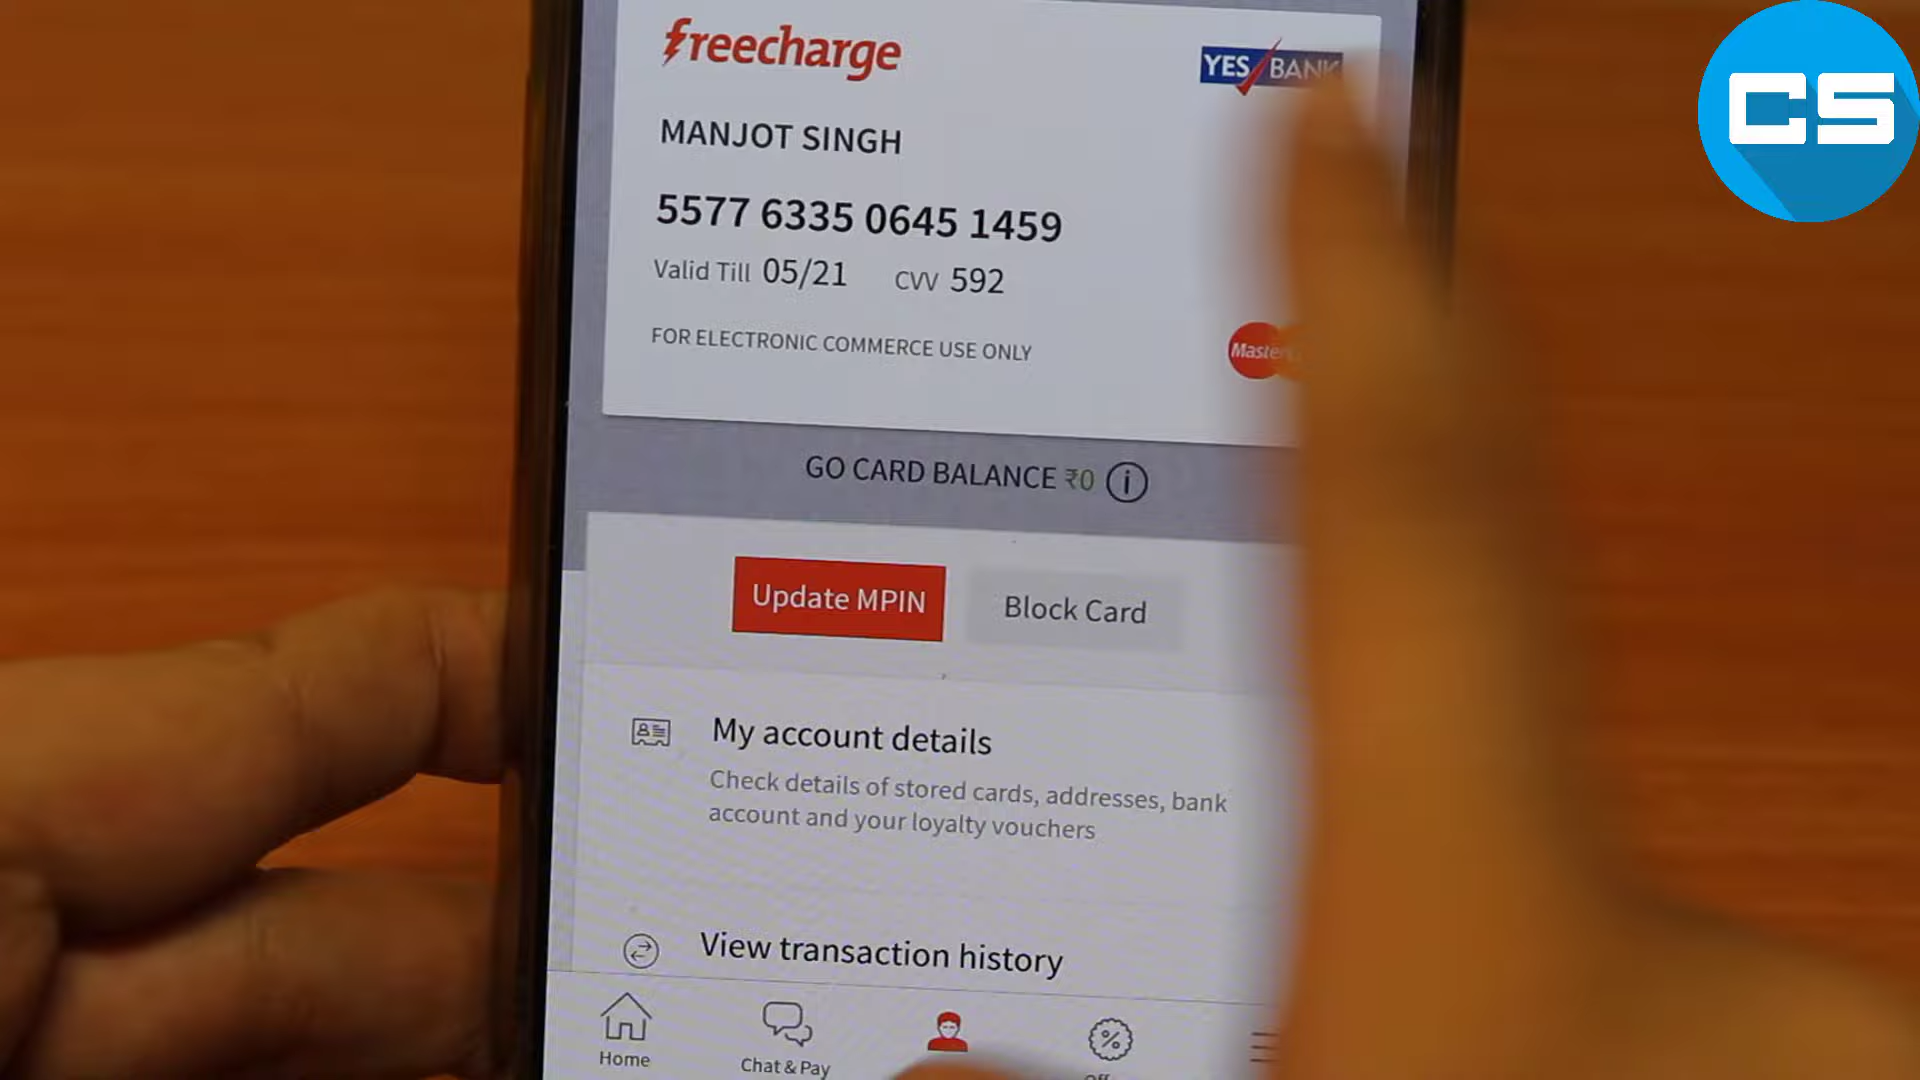 freecharge
YES BANK
CS
MANJOT SINGH
5577 6335 0645 1459
Valid Till 05/21 CVV 592
FOR ELECTRONIC COMMERCE USE ONLY
Master
GO CARD BALANCE ₹0 i
Update MPIN
Block Card
My account details
Check details of stored cards, addresses, bank
account and your loyalty vouchers
View transaction history
Home
Chat & Pay